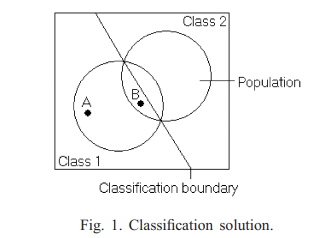 Class 2
Population
A
B
Class 1
Classification boundary
Fig. 1. Classification solution.